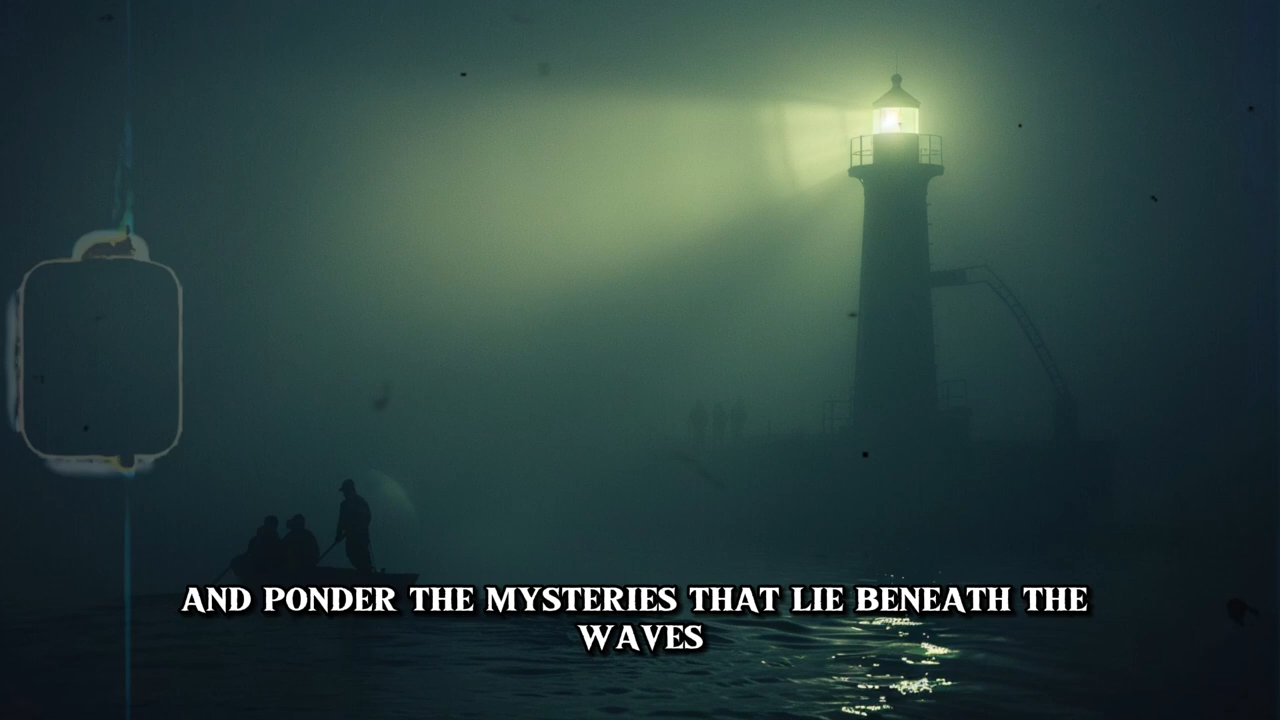 AND PONDER THE MYSTERIES THAT LIE BENEATH THE
WAVES